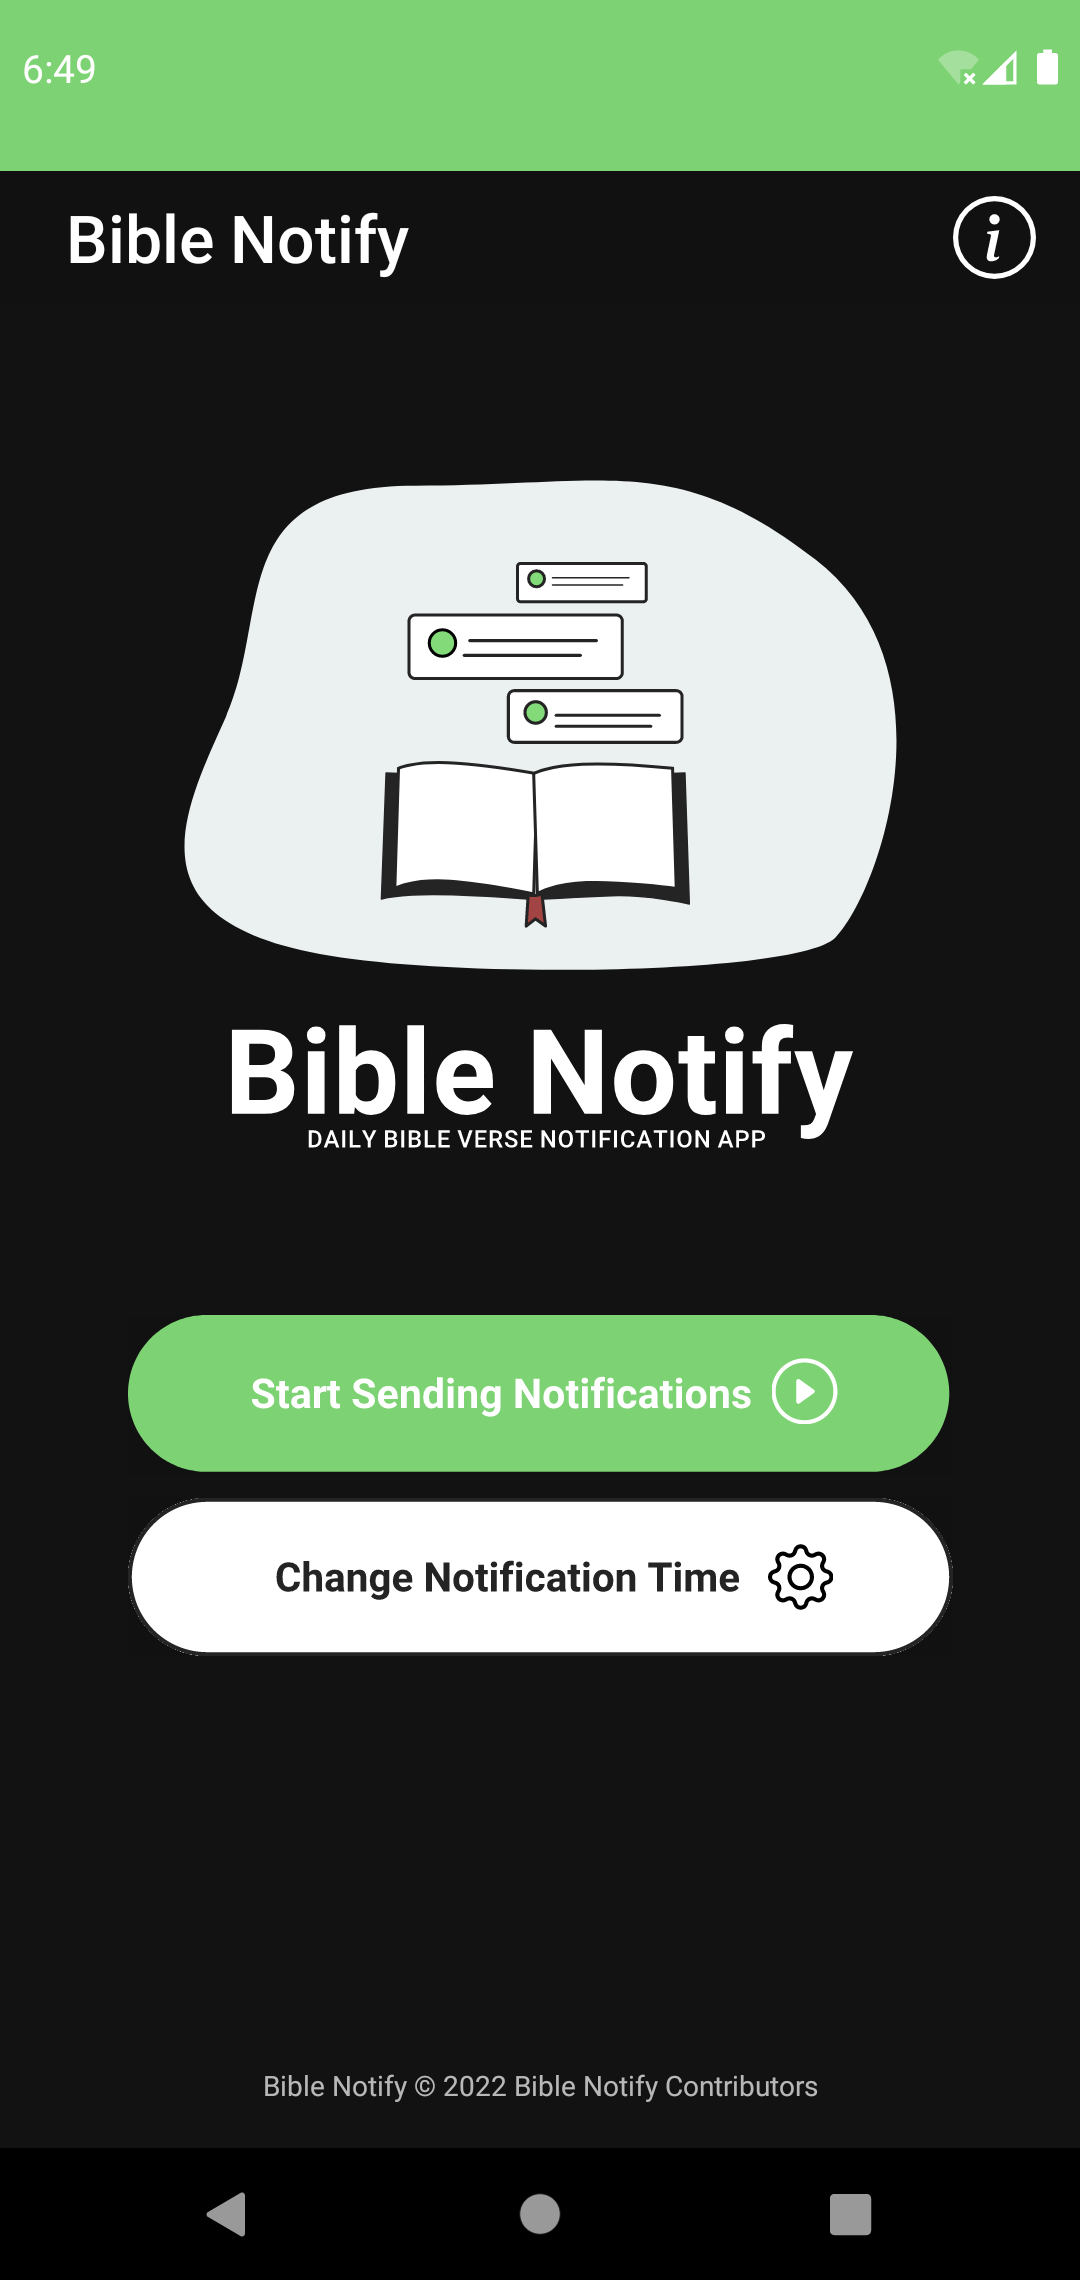 6:49
Bible Notify
Bible Notify
DAILY BIBLE VERSE NOTIFICATION APP
Start Sending Notifications
Change Notification Time
Bible Notify © 2022 Bible Notify Contributors